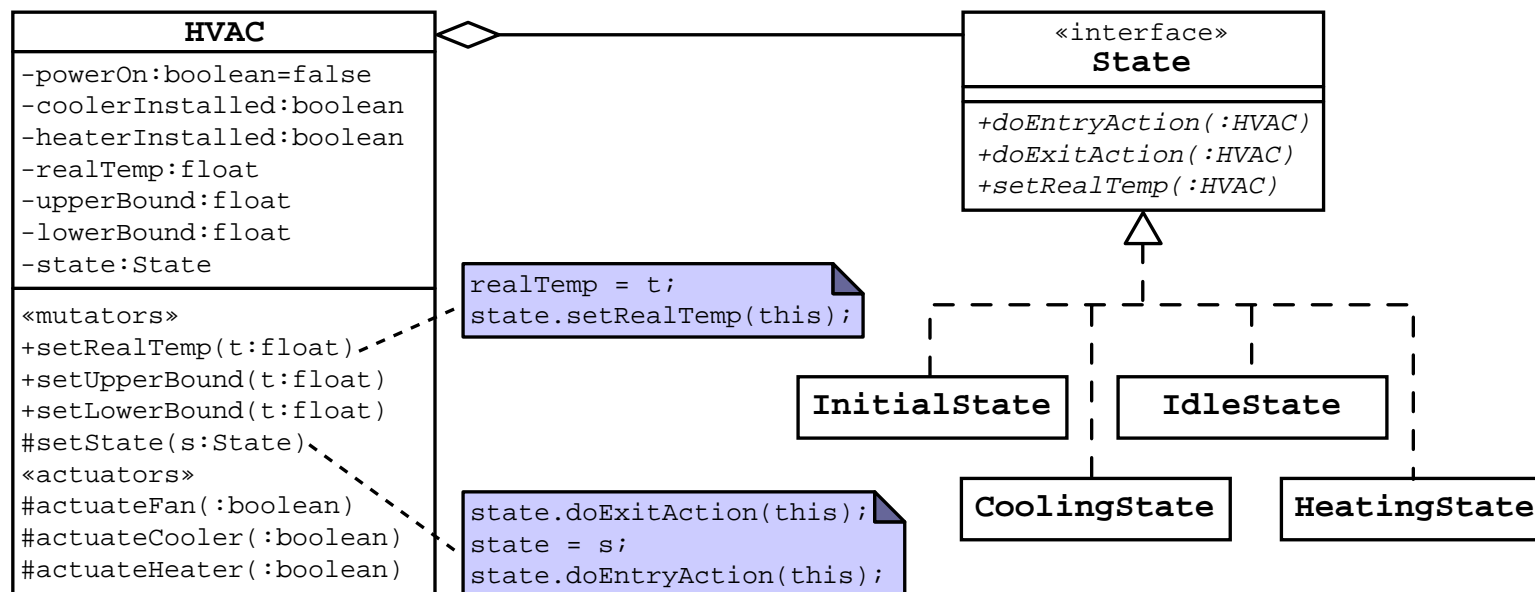 HVAC
-powerOn:boolean=false
-coolerInstalled:boolean
-heaterInstalled:boolean
-realTemp:float
-upperBound:float
-lowerBound:float
-state:State
«mutators»
+setRealTemp(t:float)
+setUpperBound(t:float)
+setLowerBound(t:float)
#setState(s:State)
«actuators»
#actuateFan(:boolean)
#actuateCooler(:boolean)
#actuateHeater(:boolean)
realTemp = t;
state.setRealTemp(this);
state.doExitAction(this);
state = s;
state.doEntryAction(this);
«interface»
State
+doEntryAction(:HVAC)
+doExitAction(:HVAC)
+setRealTemp(:HVAC)
InitialState
IdleState
CoolingState
HeatingState